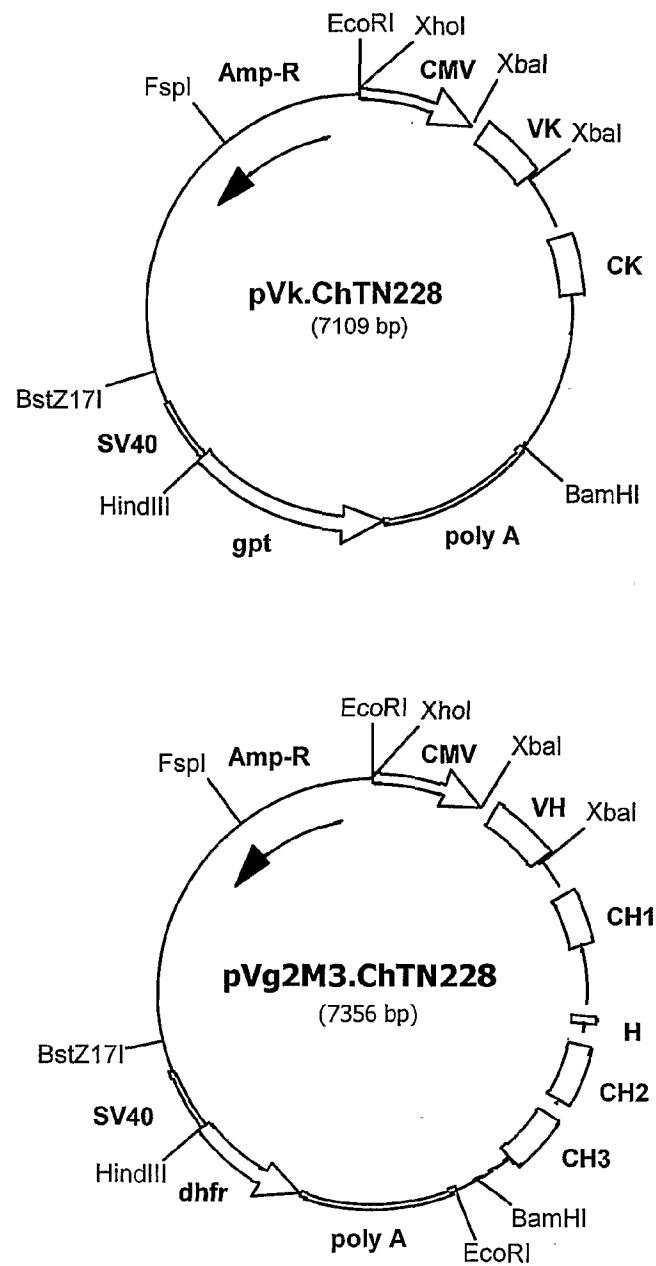 EcoRI
XhoI
Amp-R
CMV
XbaI
FspI
VK
XbaI
CK
pVk.ChTN228
(7109 bp)
BstZ17I
SV40
HindIII
BamHI
gpt
poly A
EcoRI
XhoI
Amp-R
CMV
XbaI
FspI
VH
XbaI
CH1
pVg2M3.ChTN228
(7356 bp)
H
BstZ17I
CH2
SV40
CH3
HindIII
dhfr
BamHI
poly A
EcoRI